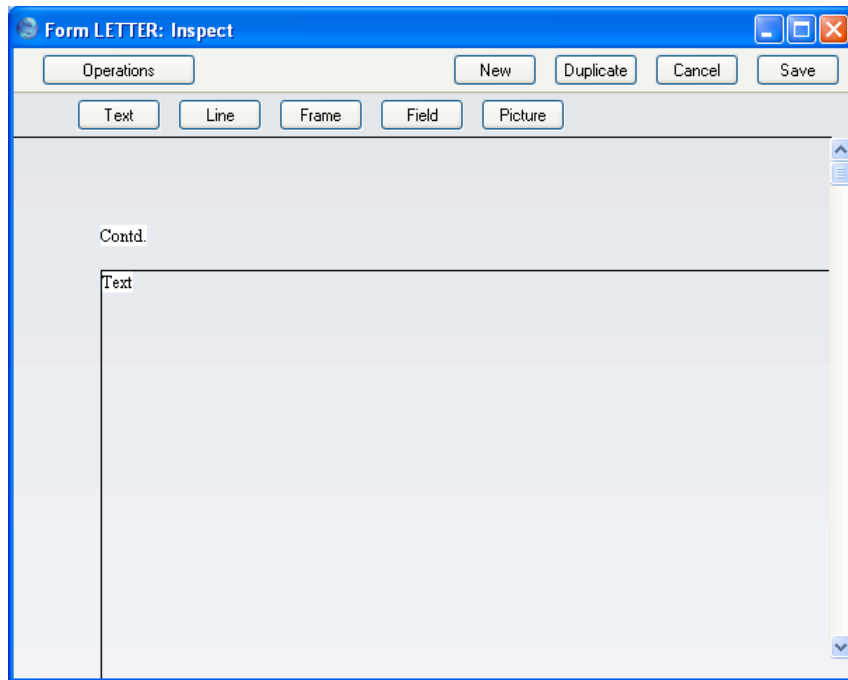 Form LETTER: Inspect
Operations New Duplicate Cancel Save
Text Line Frame Field Picture
Contd.
Text